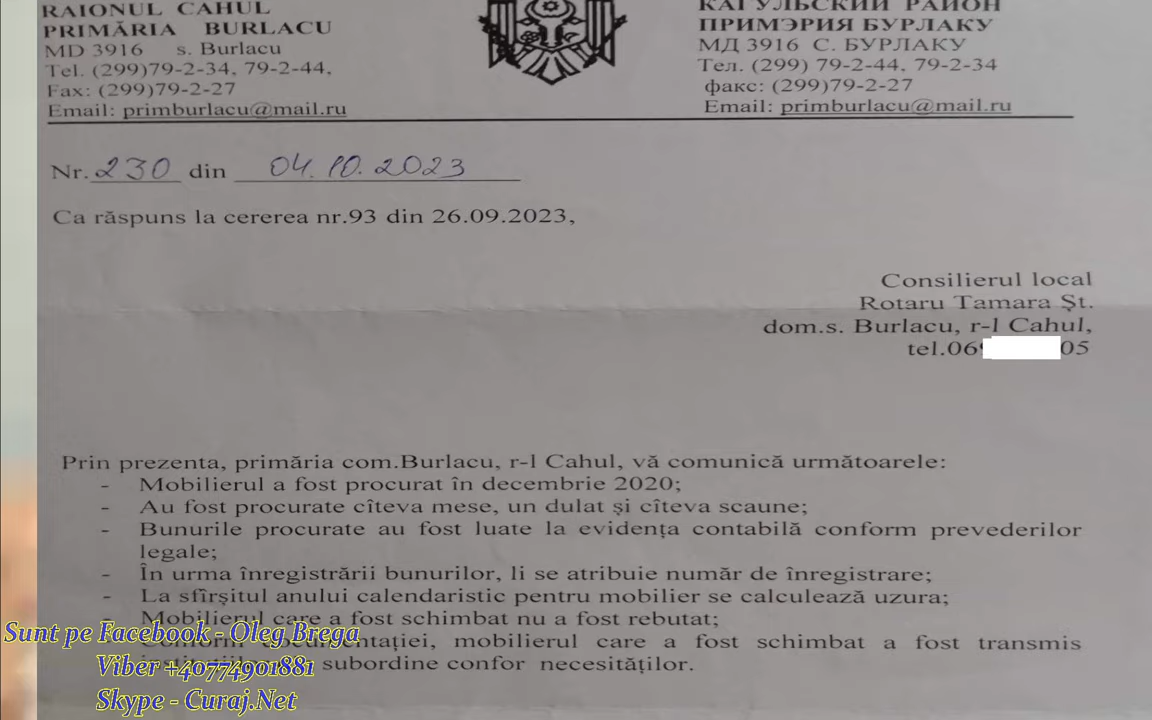 RAIONUL CAHUL
PRIMĂRIA BURLACU
MD 3916 s. Burlacu
Tel. (299)79-2-34, 79-2-44,
Fax: (299)79-2-27
Email: primburlacu@mail.ru
КАГУЛЬСКИЙ РАЙОН
ПРИМЭРИЯ БУРЛАКУ
МД 3916 С. БУРЛАКУ
Тел. (299) 79-2-44, 79-2-34
факс: (299)79-2-27
Email: primburlacu@mail.ru
Nr. 230 din 04.10.2023
Ca răspuns la cererea nr.93 din 26.09.2023,
Consilierul local
Rotaru Tamara Șt.
dom.s. Burlacu, r-l Cahul,
tel.06 05
Prin prezenta, primăria com.Burlacu, r-l Cahul, vă comunică următoarele:
- Mobilierul a fost procurat în decembrie 2020;
- Au fost procurate cîteva mese, un dulat și cîteva scaune;
- Bunurile procurate au fost luate la evidența contabilă conform prevederilor
legale;
- În urma înregistrării bunurilor, li se atribuie număr de înregistrare;
- La sfîrșitul anului calendaristic pentru mobilier se calculează uzura;
- Mobilierul care a fost schimbat nu a fost rebutat;
- Conform mobilierul care a fost schimbat a fost transmis
subordine confor necesităților.
Sunt pe Facebook - Oleg Brega
Viber +40774901881
Skype - Curaj.Net